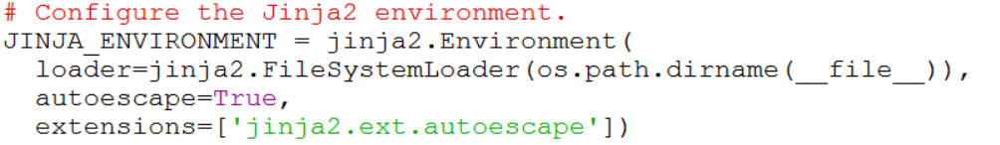 # Configure the Jinja2 environment.
JINJA_ENVIRONMENT = jinja2.Environment(
  loader=jinja2.FileSystemLoader(os.path.dirname(__file__)),
  autoescape=True,
  extensions=['jinja2.ext.autoescape'])